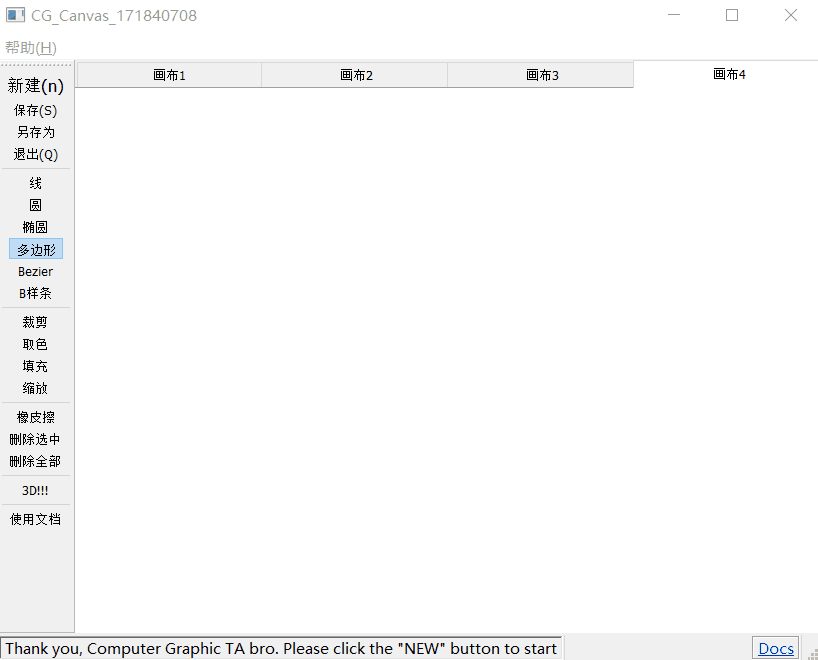 CG_Canvas_171840708
帮助(H)
画布1 画布2 画布3 画布4
新建(n)
保存(S)
另存为
退出(Q)
线
圆
椭圆
多边形
Bezier
B样条
裁剪
取色
填充
缩放
橡皮擦
删除选中
删除全部
3D!!!
使用文档
Thank you, Computer Graphic TA bro. Please click the "NEW" button to start
Docs